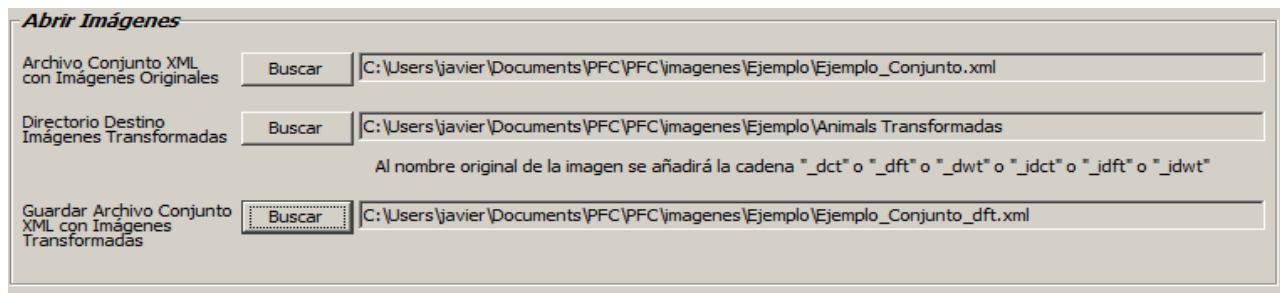 Abrir Imágenes
Archivo Conjunto XML
con Imágenes Originales
Buscar
C:\Users\javier\Documents\PFC\PFC\imagenes\Ejemplo\Ejemplo_Conjunto.xml
Directorio Destino
Imágenes Transformadas
Buscar
C:\Users\javier\Documents\PFC\PFC\imagenes\Ejemplo\Animals Transformadas
Al nombre original de la imagen se añadirá la cadena "_dct" o "_dft" o "_dwt" o "_idct" o "_idft" o "_idwt"
Guardar Archivo Conjunto
XML con Imágenes
Transformadas
Buscar
C:\Users\javier\Documents\PFC\PFC\imagenes\Ejemplo\Ejemplo_Conjunto_dft.xml